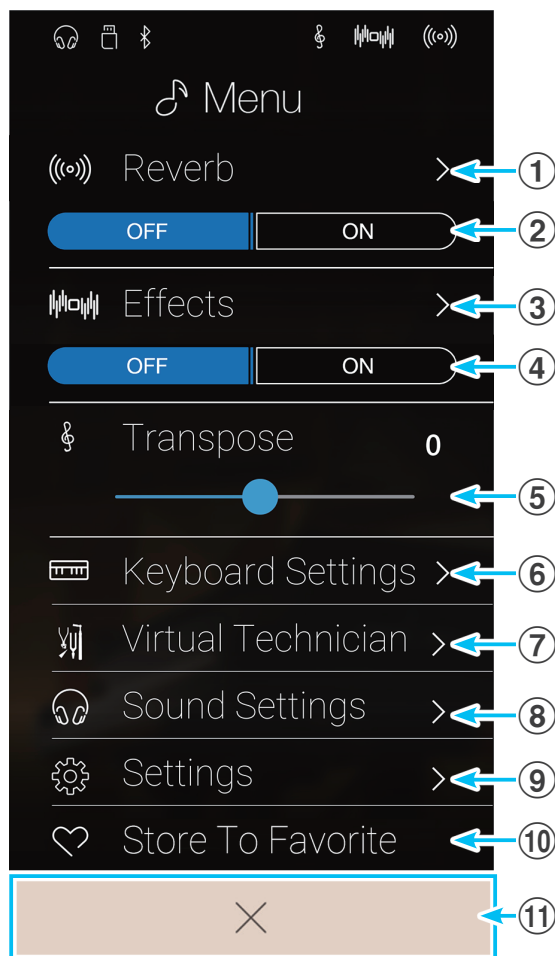 Menu
Reverb
①
OFF ON
②
Effects
③
OFF ON
④
Transpose 0
⑤
Keyboard Settings
⑥
Virtual Technician
⑦
Sound Settings
⑧
Settings
⑨
Store To Favorite
⑩
⑪